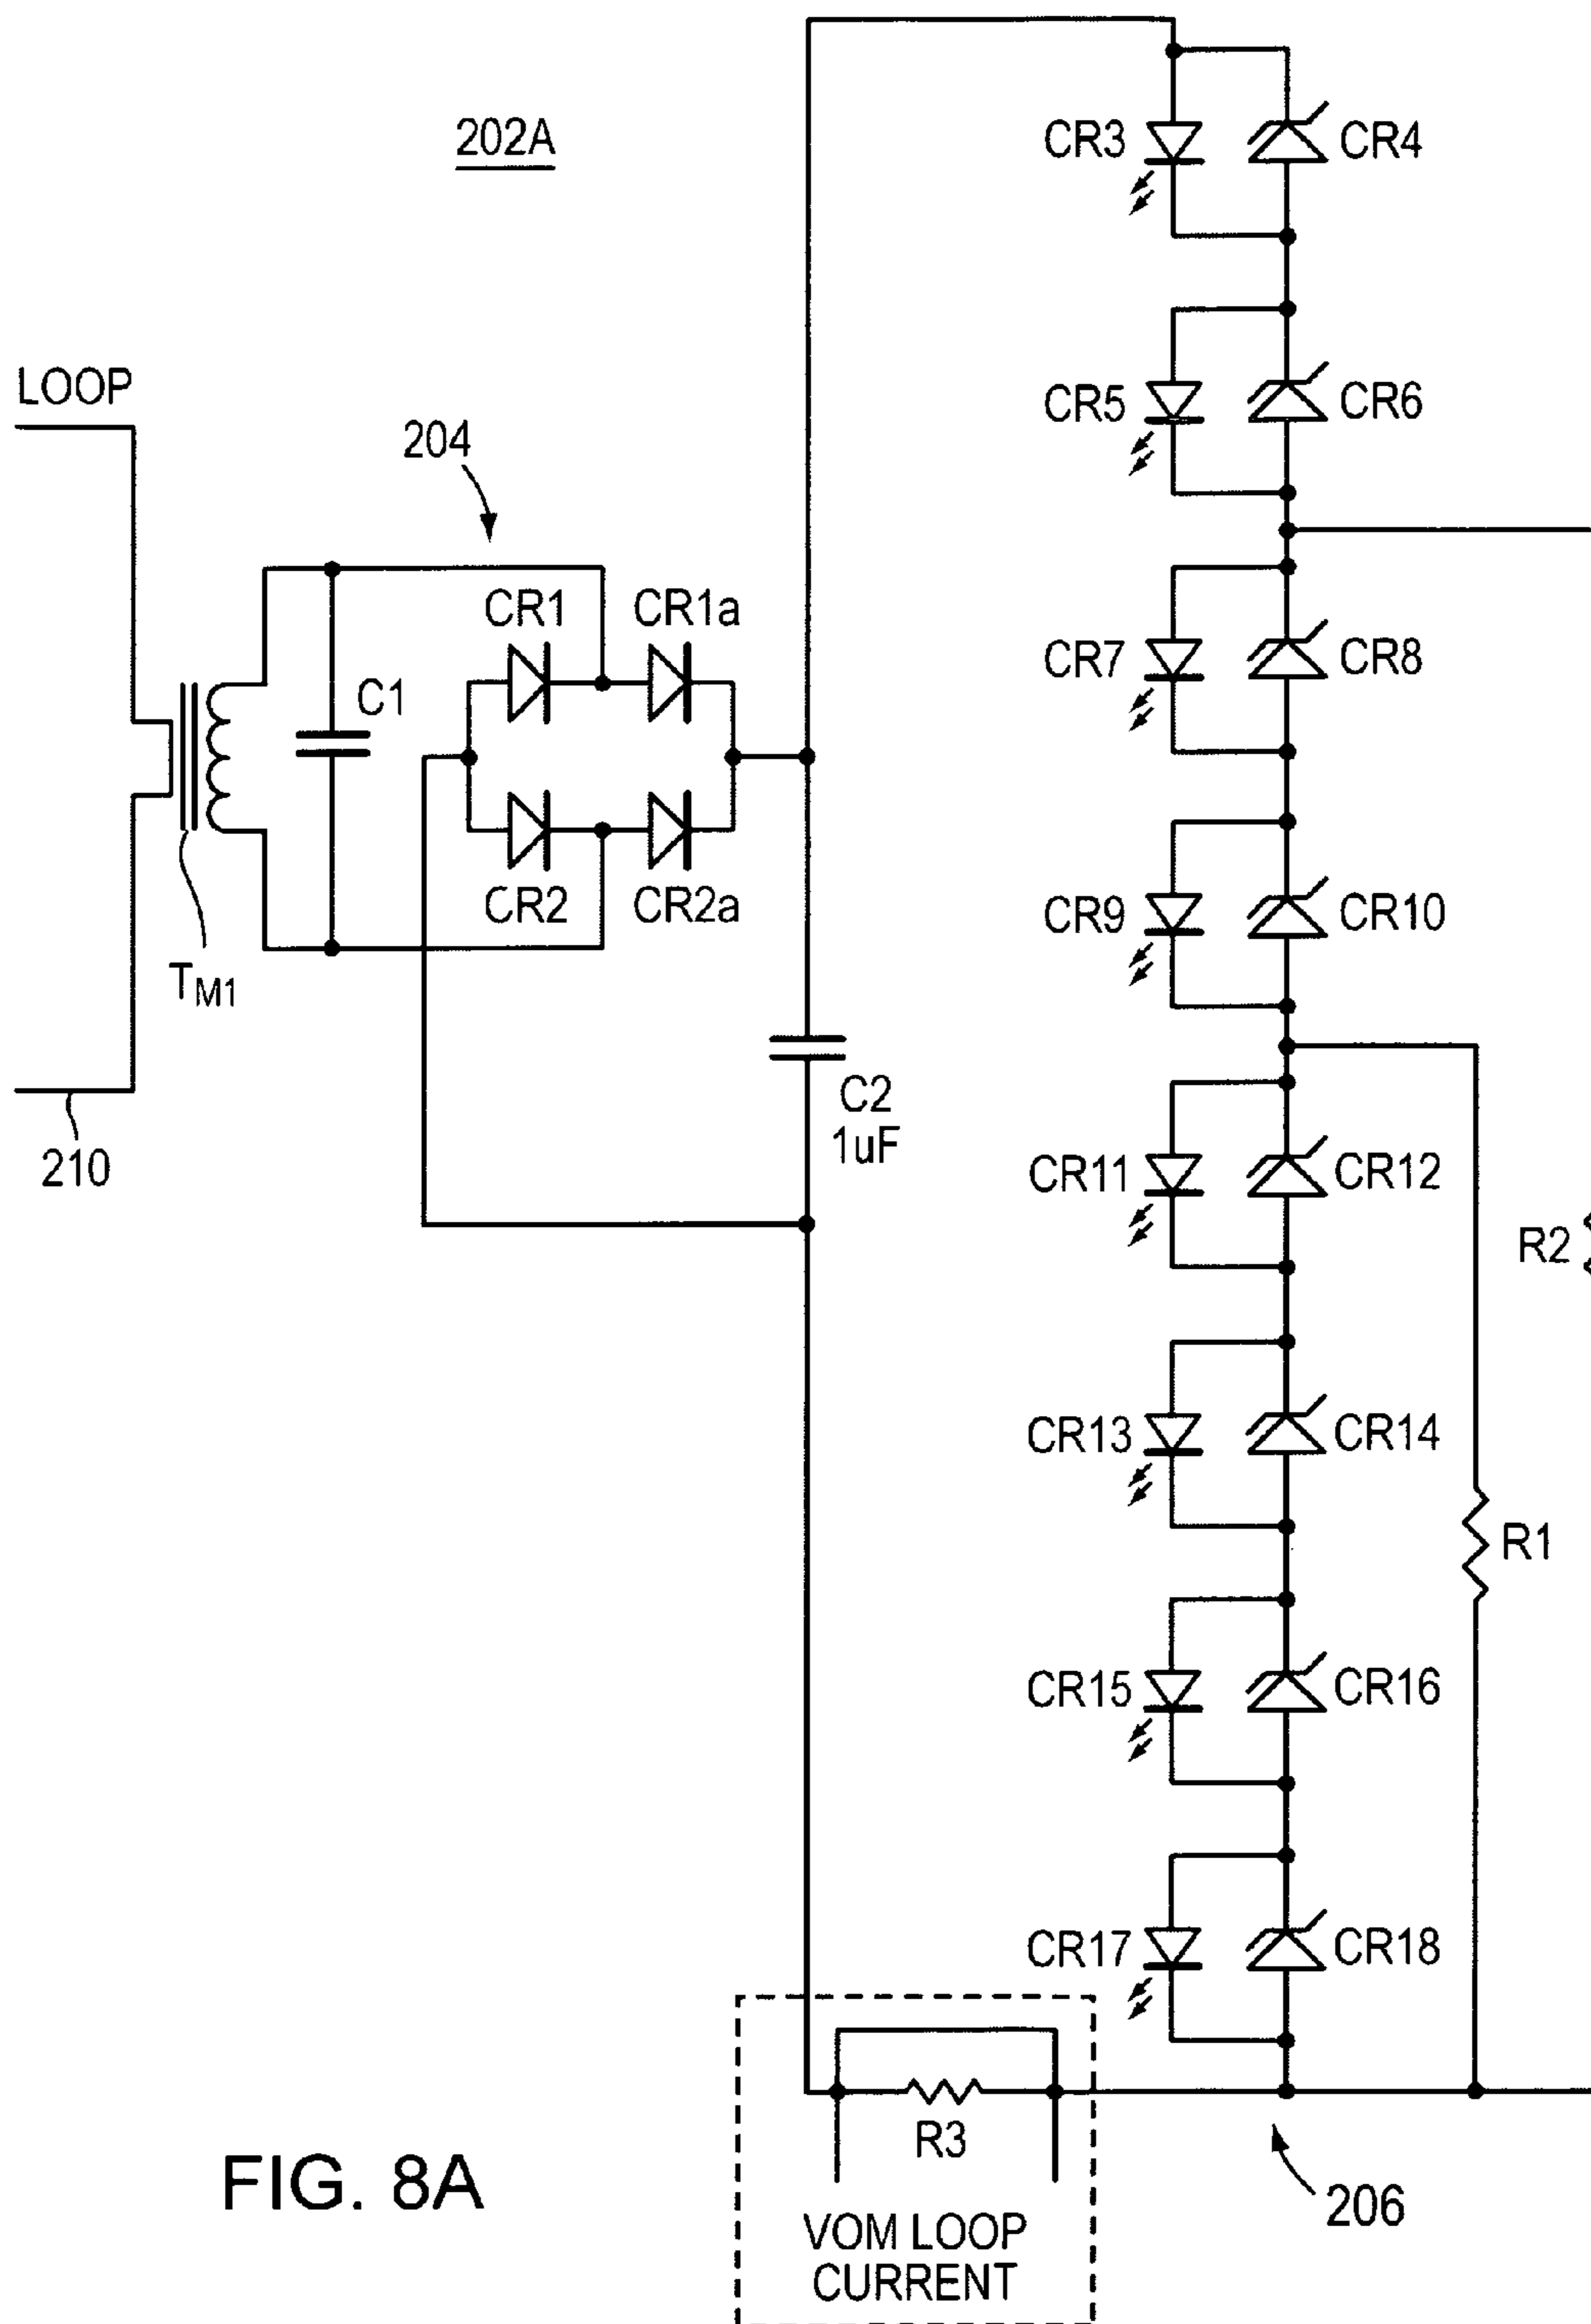 202A
CR3
CR4
LOOP
CR5
CR6
204
CR1
CR1a
CR7
CR8
C1
CR2
CR2a
CR9
CR10
TM1
C2
1uF
210
CR11
CR12
R2
CR13
CR14
R1
CR15
CR16
CR17
CR18
R3
FIG. 8A
206
VOM LOOP
CURRENT